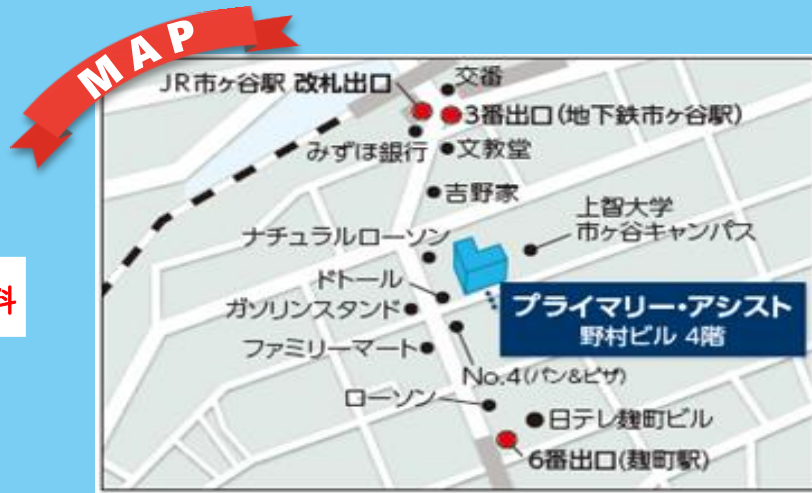 MAP
JR市ヶ谷駅 改札出口
交番
3番出口(地下鉄市ヶ谷駅)
みずほ銀行
文教堂
吉野家
上智大学
市ヶ谷キャンパス
ナチュラルローソン
ドトール
料
ガソリンスタンド
プライマリー・アシスト
野村ビル 4階
ファミリーマート
No.4(パン&ピザ)
ローソン
日テレ麹町ビル
6番出口(麹町駅)